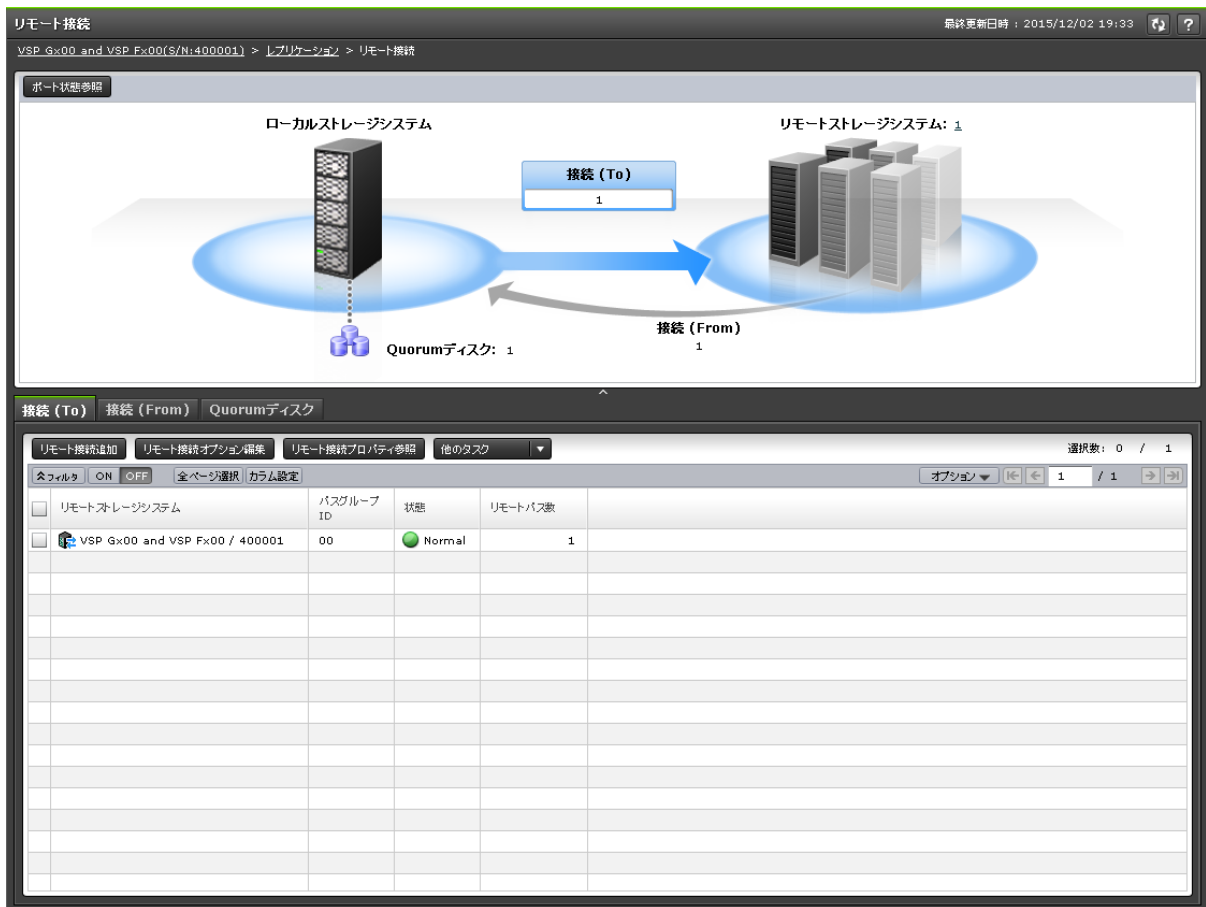 リモート接続
最終更新日時 : 2015/12/02 19:33
?
VSP Gx00 and VSP Fx00(S/N:400001) > レプリケーション > リモート接続
ポート状態参照
ローカルストレージシステム
リモートストレージシステム: 1
接続 (To)
1
接続 (From)
1
Quorumディスク: 1
接続 (To) 接続 (From) Quorumディスク
リモート接続追加 リモート接続オプション編集 リモート接続プロパティ参照 他のタスク 選択数: 0 / 1
フィルタ ON OFF 全ページ選択 カラム設定 オプション 1 / 1
リモートストレージシステム パスグループ ID 状態 リモートパス数
VSP Gx00 and VSP Fx00 / 400001 00 Normal 1